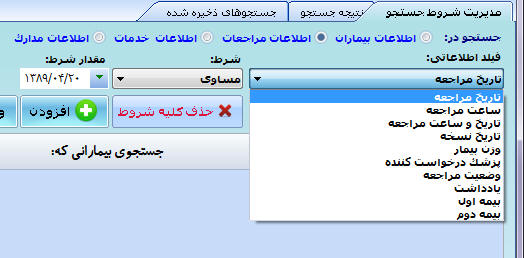 مدیریت شروط جستجو
نتیجه جستجو
جستجوهای ذخیره شده
جستجو در:
اطلاعات بیماران
اطلاعات مراجعات
اطلاعات خدمات
اطلاعات مدارک
فیلد اطلاعاتی:
شرط:
مقدار شرط:
تاریخ مراجعه
مساوی
۱۳۸۹/۰۴/۲۰
تاریخ مراجعه
ساعت مراجعه
تاریخ و ساعت مراجعه
تاریخ نسخه
وزن بیمار
پزشک درخواست کننده
وضعیت مراجعه
یادداشت
بیمه اول
بیمه دوم
حذف کلیه شروط
افزودن
و
جستجوی بیمارانی که: